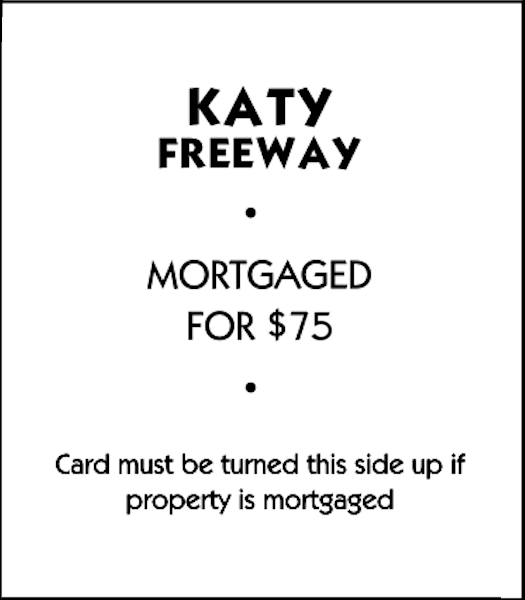 KATY
FREEWAY
•
MORTGAGED
FOR $75
•
Card must be turned this side up if
property is mortgaged